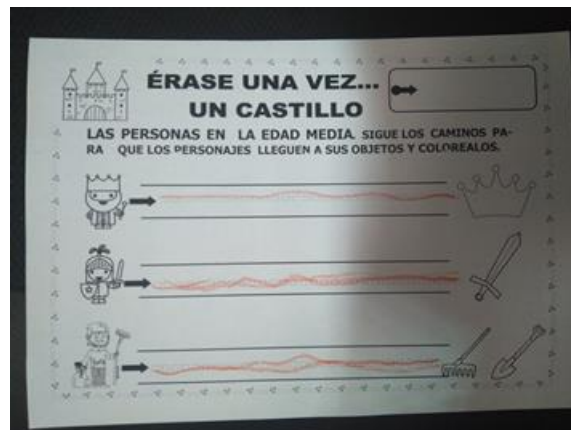 ÉRASE UNA VEZ...
UN CASTILLO
LAS PERSONAS EN LA EDAD MEDIA. SIGUE LOS CAMINOS PA-
RA QUE LOS PERSONAJES LLEGUEN A SUS OBJETOS Y COLOREALOS.